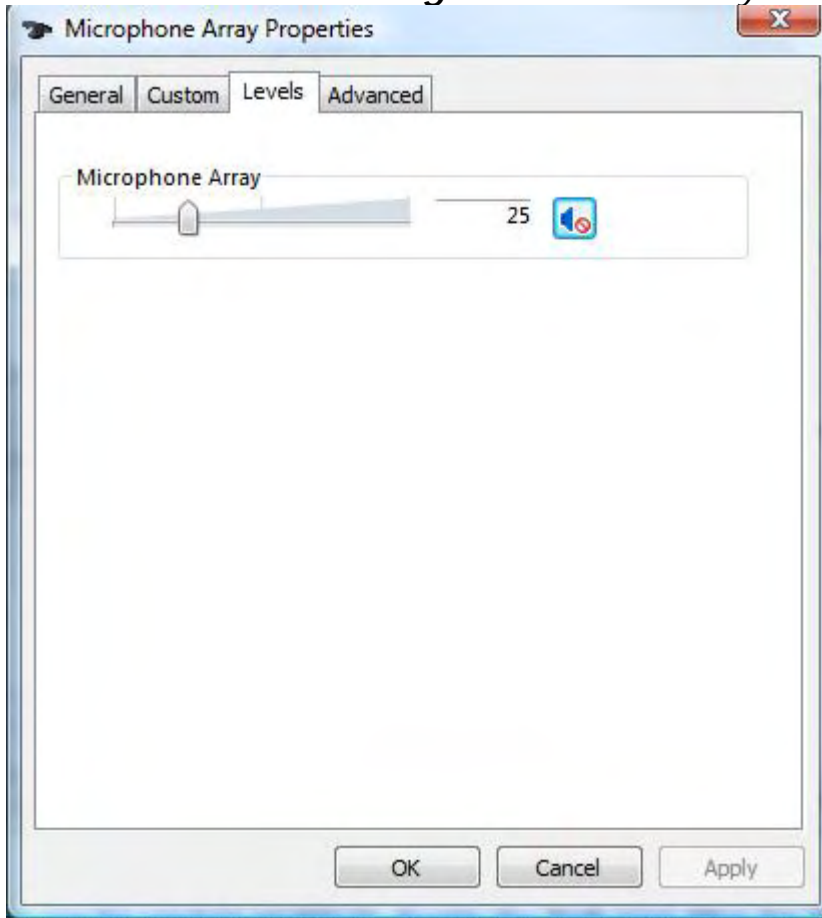 Microphone Array Properties
General Custom Levels Advanced
Microphone Array
25
OK Cancel Apply